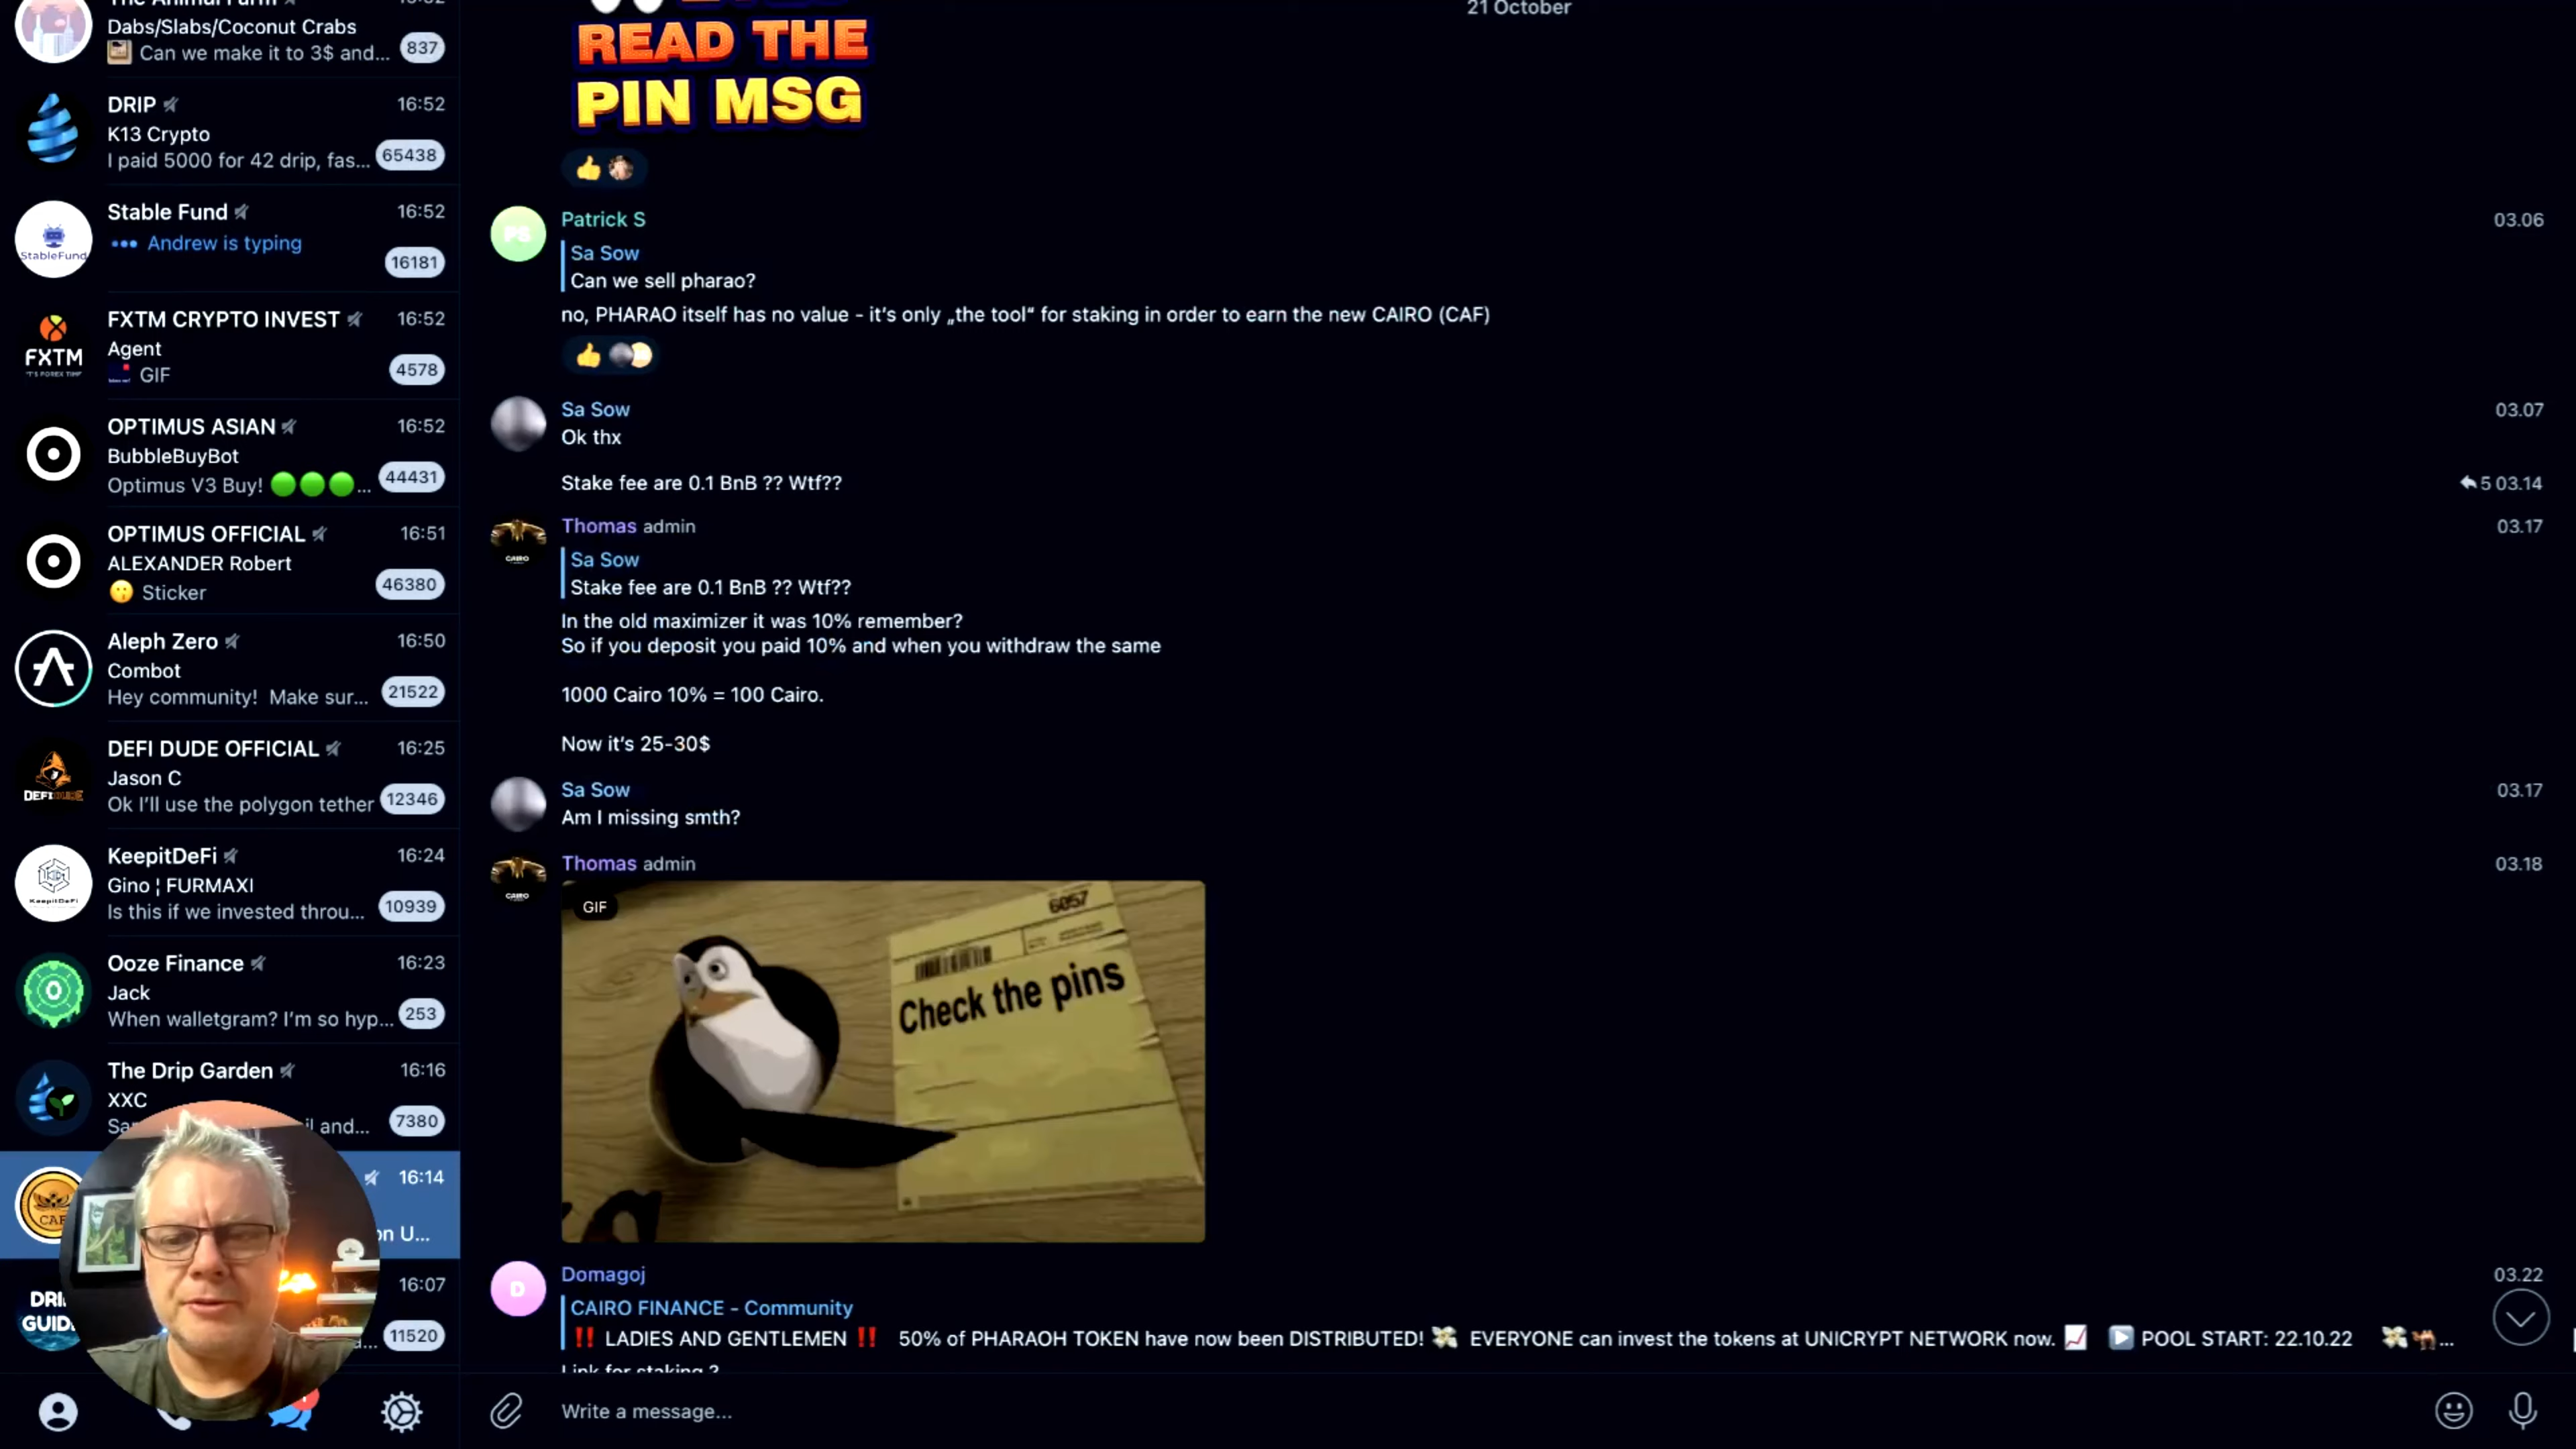 Dabs/Slabs/Coconut Crabs
Can we make it to 3$ and...
837
DRIP
16:52
K13 Crypto
I paid 5000 for 42 drip, fas...
65438
Stable Fund
16:52
Andrew is typing
16181
StableFund
FXTM CRYPTO INVEST
16:52
Agent
GIF
4578
FXTM
OPTIMUS ASIAN
16:52
BubbleBuyBot
Optimus V3 Buy!
...
44431
OPTIMUS OFFICIAL
16:51
ALEXANDER Robert
Sticker
46380
Aleph Zero
16:50
Combot
Hey community! Make sur...
21522
DEFI DUDE OFFICIAL
16:25
Jason C
Ok I'll use the polygon tether
12346
KeepitDeFi
16:24
Gino ¦ FURMAXI
Is this if we invested throu...
10939
Ooze Finance
16:23
Jack
When walletgram? I'm so hyp...
253
The Drip Garden
16:16
XXC
and...
7380
16:14
U...
16:07
11520
21 October
READ THE
PIN MSG
Patrick S
03.06
Sa Sow
Can we sell pharao?
no, PHARAO itself has no value - it's only „the tool“ for staking in order to earn the new CAIRO (CAF)
Sa Sow
03.07
Ok thx
Stake fee are 0.1 BnB ?? Wtf??
5 03.14
Thomas admin
03.17
Sa Sow
Stake fee are 0.1 BnB ?? Wtf??
In the old maximizer it was 10% remember?
So if you deposit you paid 10% and when you withdraw the same
1000 Cairo 10% = 100 Cairo.
Now it's 25-30$
Sa Sow
03.17
Am I missing smth?
Thomas admin
03.18
GIF
6057
Check the pins
Domagoj
03.22
CAIRO FINANCE - Community
‼️ LADIES AND GENTLEMEN ‼️ 50% of PHARAOH TOKEN have now been DISTRIBUTED! 💸 EVERYONE can invest the tokens at UNICRYPT NETWORK now. 📈 ▶️ POOL START: 22.10.22 💸🐪...
Link for staking ?
Write a message...